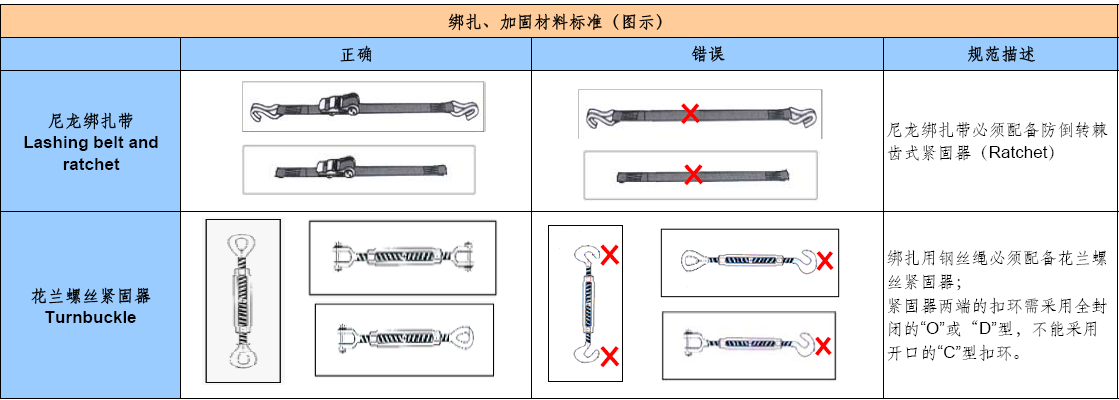 绑扎、加固材料标准（图示）
正确
错误
规范描述
尼龙绑扎带
Lashing belt and
ratchet
尼龙绑扎带必须配备防倒转棘
齿式紧固器（Ratchet）
花兰螺丝紧固器
Turnbuckle
绑扎用钢丝绳必须配备花兰螺
丝紧固器；
紧固器两端的扣环需采用全封
闭的“O”或“D”型，不能采用
开口的“C”型扣环。